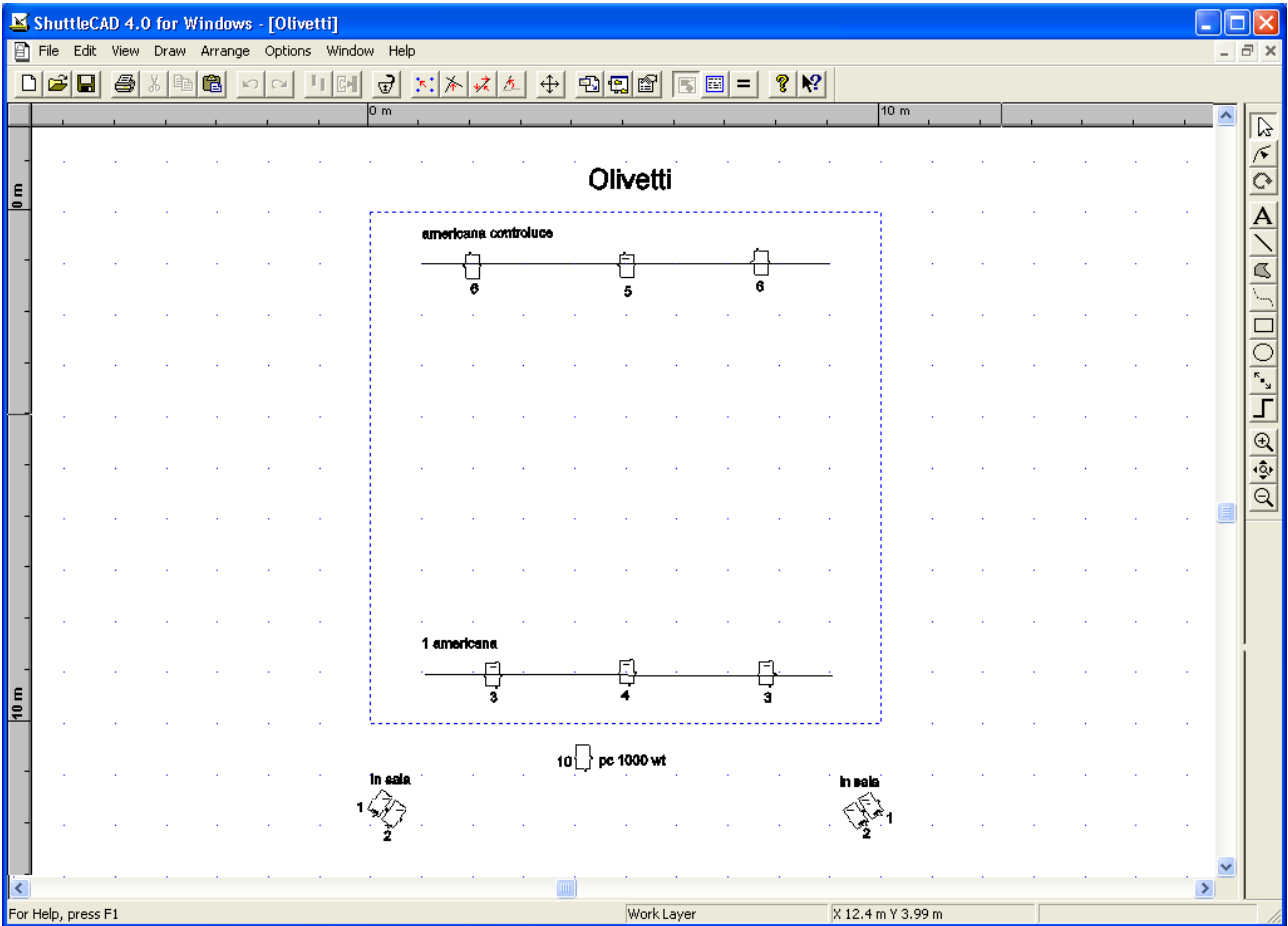 ShuttleCAD 4.0 for Windows - [Olivetti]
File Edit View Draw Arrange Options Window Help
0 m 10 m
0 m
Olivetti
americana controluce
6 5 6
1 americana
3 4 3
10 m
10 pc 1000 wt
in sala in sala
1 1
2 2
For Help, press F1 Work Layer X 12.4 m Y 3.99 m